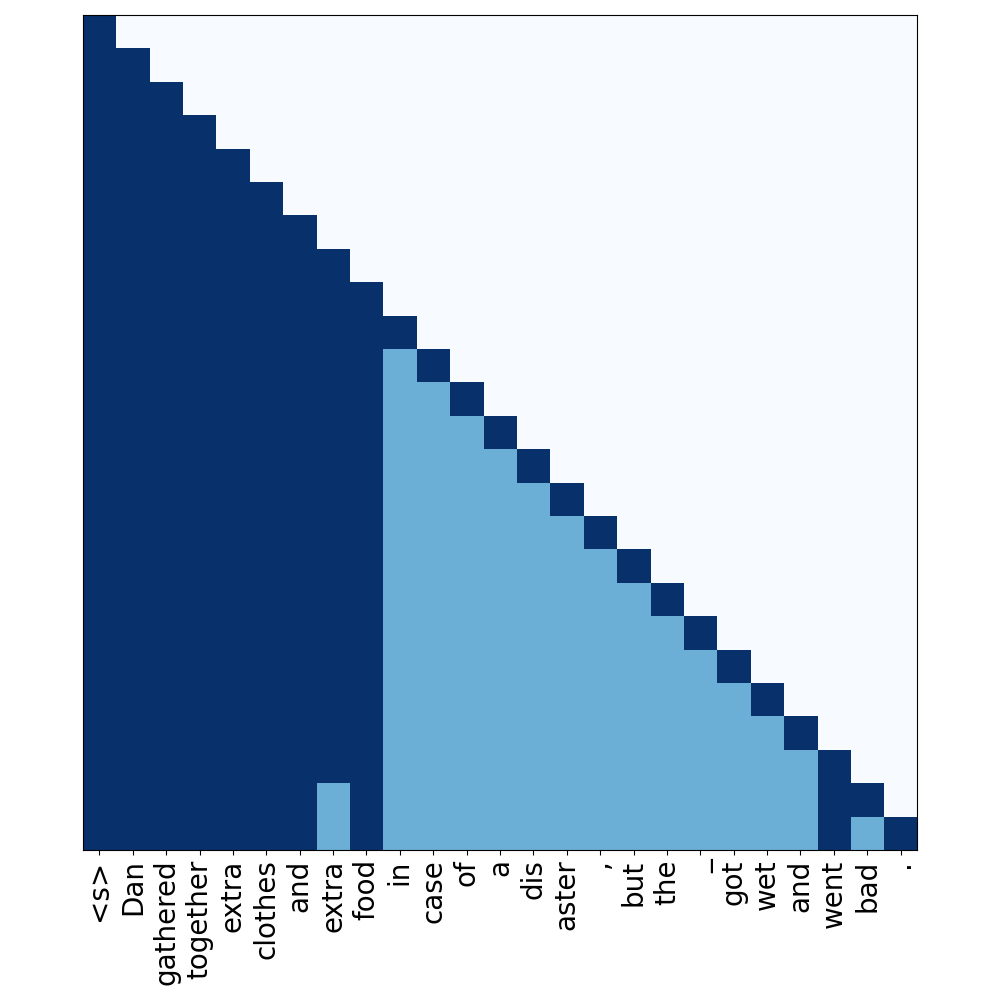 <s>
Dan
gathered
together
extra
clothes
and
extra
food
in
case
of
a
dis
aster
,
but
the
_
got
wet
and
went
bad
.